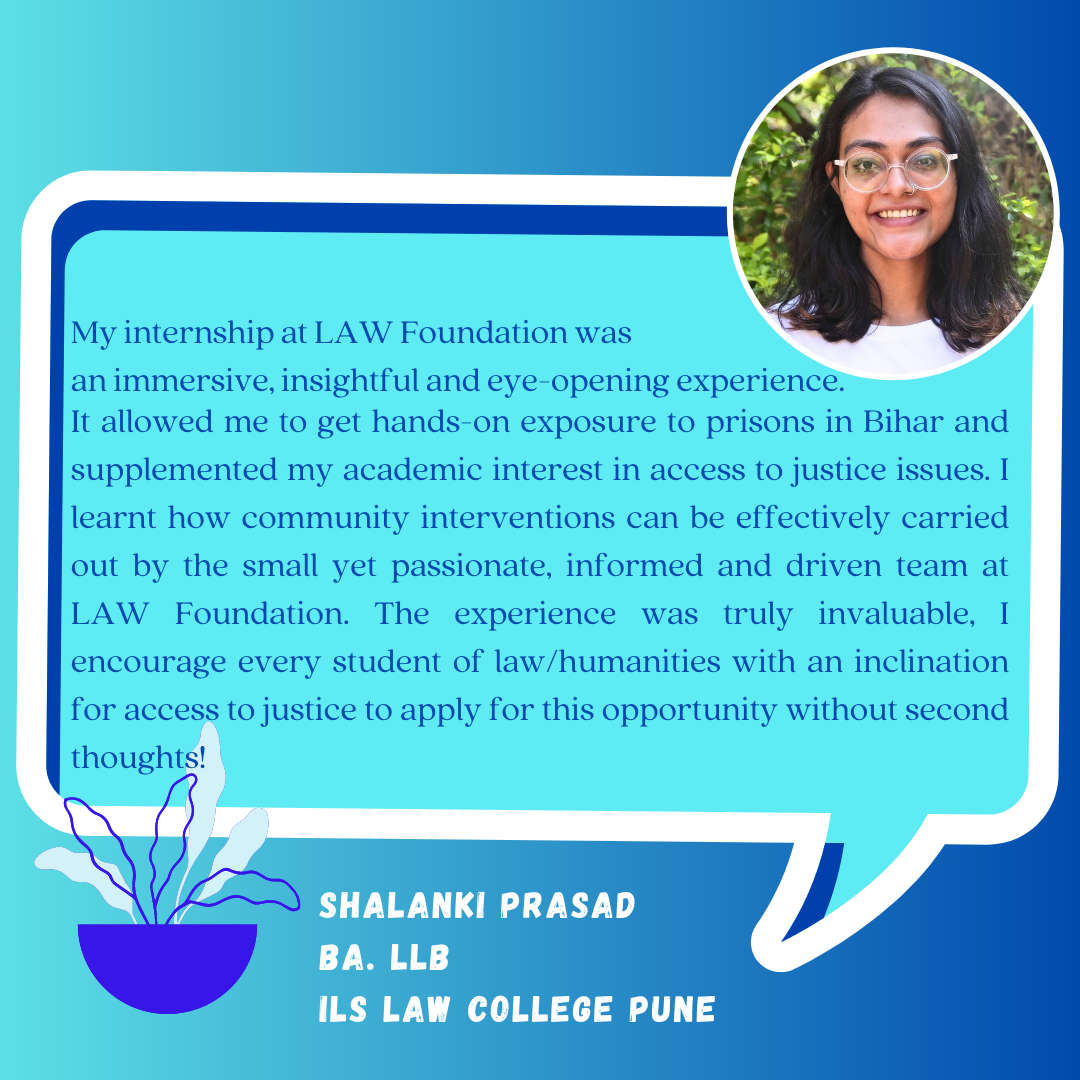 My internship at LAW Foundation was
an immersive, insightful and eye-opening experience.
It allowed me to get hands-on exposure to prisons in Bihar and
supplemented my academic interest in access to justice issues. I
learnt how community interventions can be effectively carried
out by the small yet passionate, informed and driven team at
LAW Foundation. The experience was truly invaluable, I
encourage every student of law/humanities with an inclination
for access to justice to apply for this opportunity without second
thoughts!
SHALANKI PRASAD
BA. LLB
ILS LAW COLLEGE PUNE